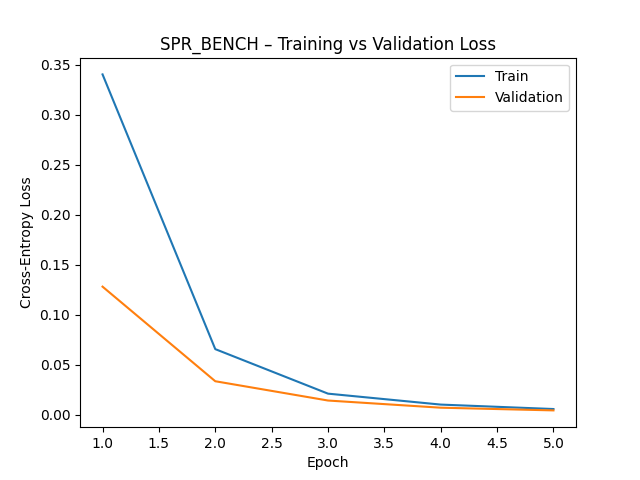 SPR_BENCH – Training vs Validation Loss
Train
Validation
Cross-Entropy Loss
0.35
0.30
0.25
0.20
0.15
0.10
0.05
0.00
1.0 1.5 2.0 2.5 3.0 3.5 4.0 4.5 5.0
Epoch